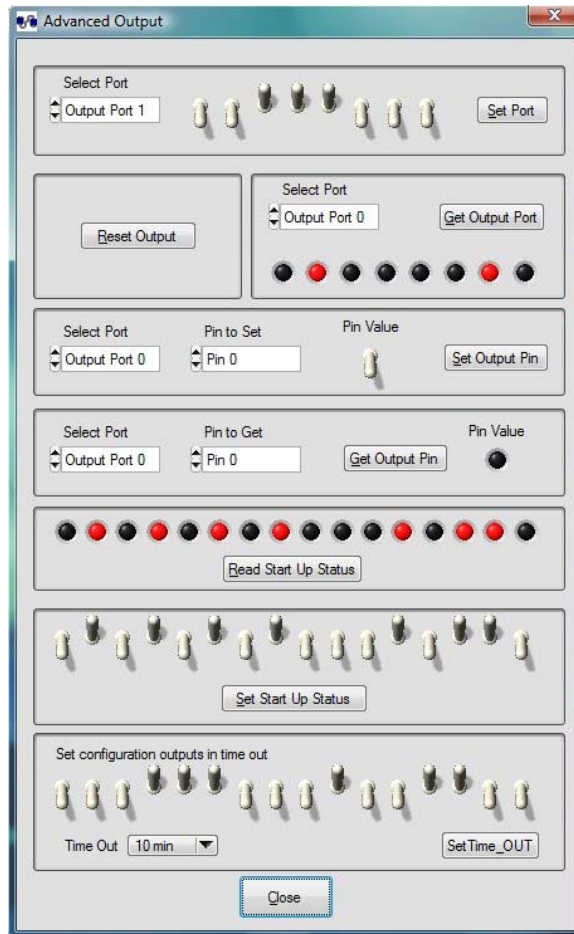 Advanced Output
Select Port
Output Port 1
Set Port
Reset Output
Select Port
Output Port 0
Get Output Port
Select Port
Pin to Set
Pin Value
Output Port 0
Pin 0
Set Output Pin
Select Port
Pin to Get
Pin Value
Output Port 0
Pin 0
Get Output Pin
Read Start Up Status
Set Start Up Status
Set configuration outputs in time out
Time Out
10 min
SetTime_OUT
Close